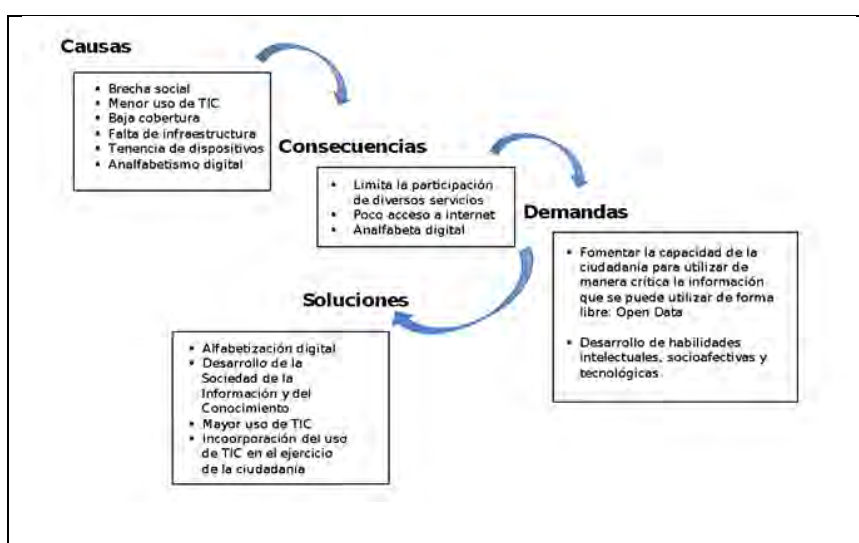 Causas
▪ Brecha social
▪ Menor uso de TIC
▪ Baja cobertura
▪ Falta de infraestructura
▪ Tenencia de dispositivos
▪ Analfabetismo digital
Consecuencias
▪ Limita la participación
de diversos servicios
▪ Poco acceso a internet
▪ Analfabeta digital
Demandas
▪ Fomentar la capacidad de la
ciudadanía para utilizar de
manera crítica la información
que se puede utilizar de forma
libre: Open Data
▪ Desarrollo de habilidades
intelectuales, socioafectivas y
tecnológicas
Soluciones
▪ Alfabetización digital
▪ Desarrollo de la
Sociedad de la
Información y del
Conocimiento
▪ Mayor uso de TIC
▪ Incoorporación del uso
de TIC en el ejercicio
de la ciudadanía